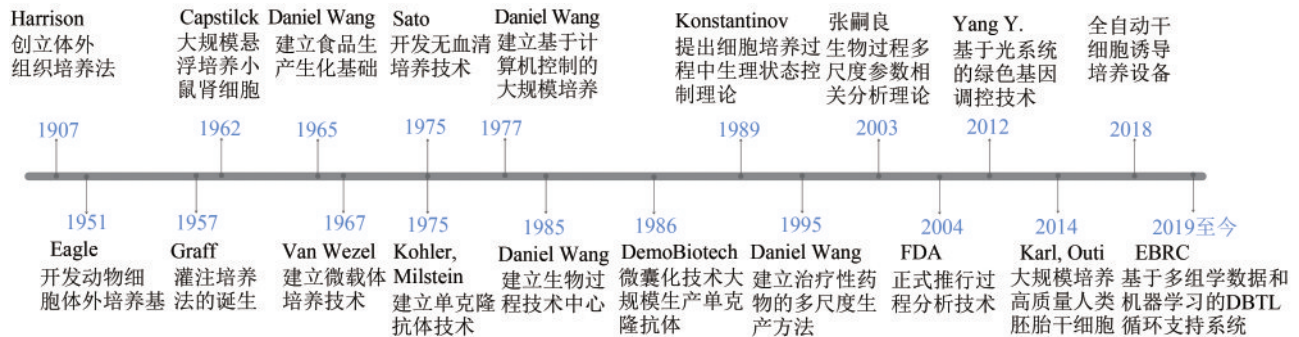 Harrison
创立体外
组织培养法
1907
Capstilck
大规模悬
浮培养小
鼠肾细胞
1962
Daniel Wang
建立食品生
产生化基础
1965
Sato
开发无血清
培养技术
1975
Daniel Wang
建立基于计
算机控制的
大规模培养
1977
Konstantinov
提出细胞培养过
程中生理状态控
制理论
1989
张嗣良
生物过程多
尺度参数相
关分析理论
2003
Yang Y.
基于光系统
的绿色基因
调控技术
2012
全自动干
细胞诱导
培养设备
2018
1951
Eagle
开发动物细
胞体外培养基
1957
Graff
灌注培养
法的诞生
1967
Van Wezel
建立微载体
培养技术
1975
Kohler,
Milstein
建立单克隆
抗体技术
1985
Daniel Wang
建立生物过
程技术中心
1986
DemoBiotech
微囊化技术大
规模生产单克
隆抗体
1995
Daniel Wang
建立治疗性药
物的多尺度生
产方法
2004
FDA
正式推行过
程分析技术
2014
Karl, Outi
大规模培养
高质量人类
胚胎干细胞
2019至今
EBRC
基于多组学数据和
机器学习的DBTL
循环支持系统